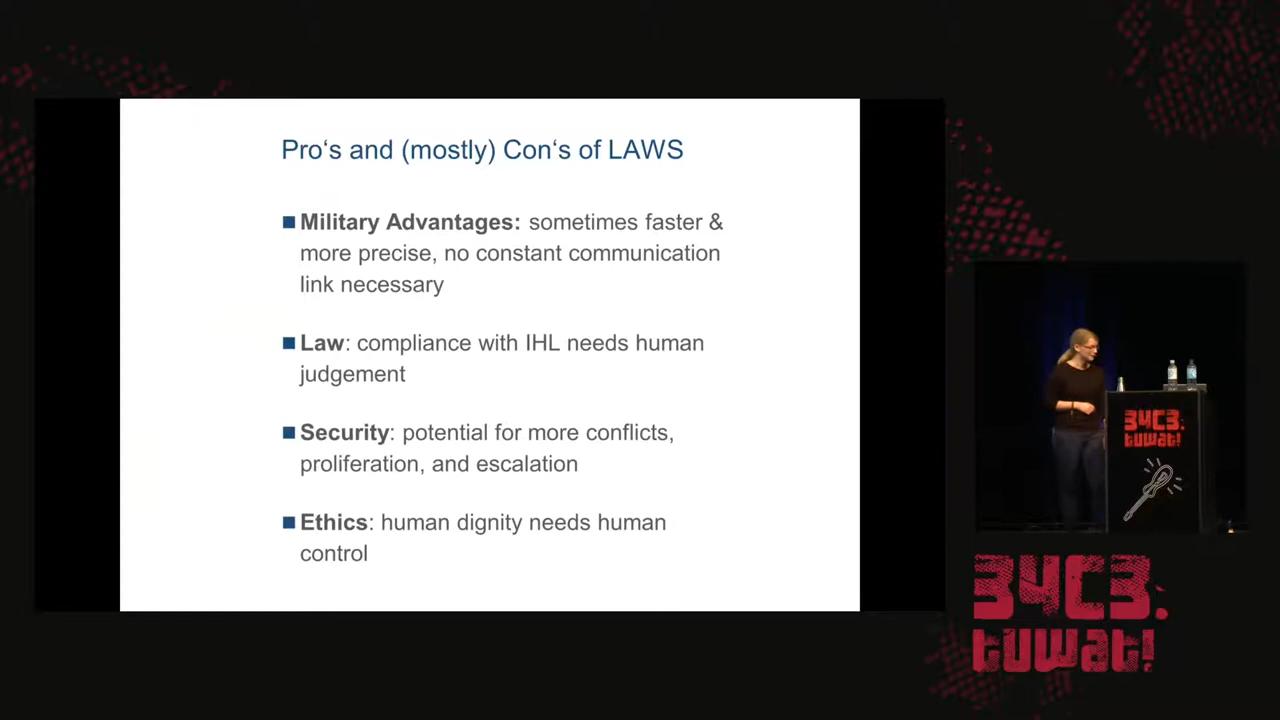 Pro‘s and (mostly) Con‘s of LAWS
Military Advantages: sometimes faster &
more precise, no constant communication
link necessary
Law: compliance with IHL needs human
judgement
Security: potential for more conflicts,
proliferation, and escalation
Ethics: human dignity needs human
control
34C3.
tuwat!
34C3.
tuwat!